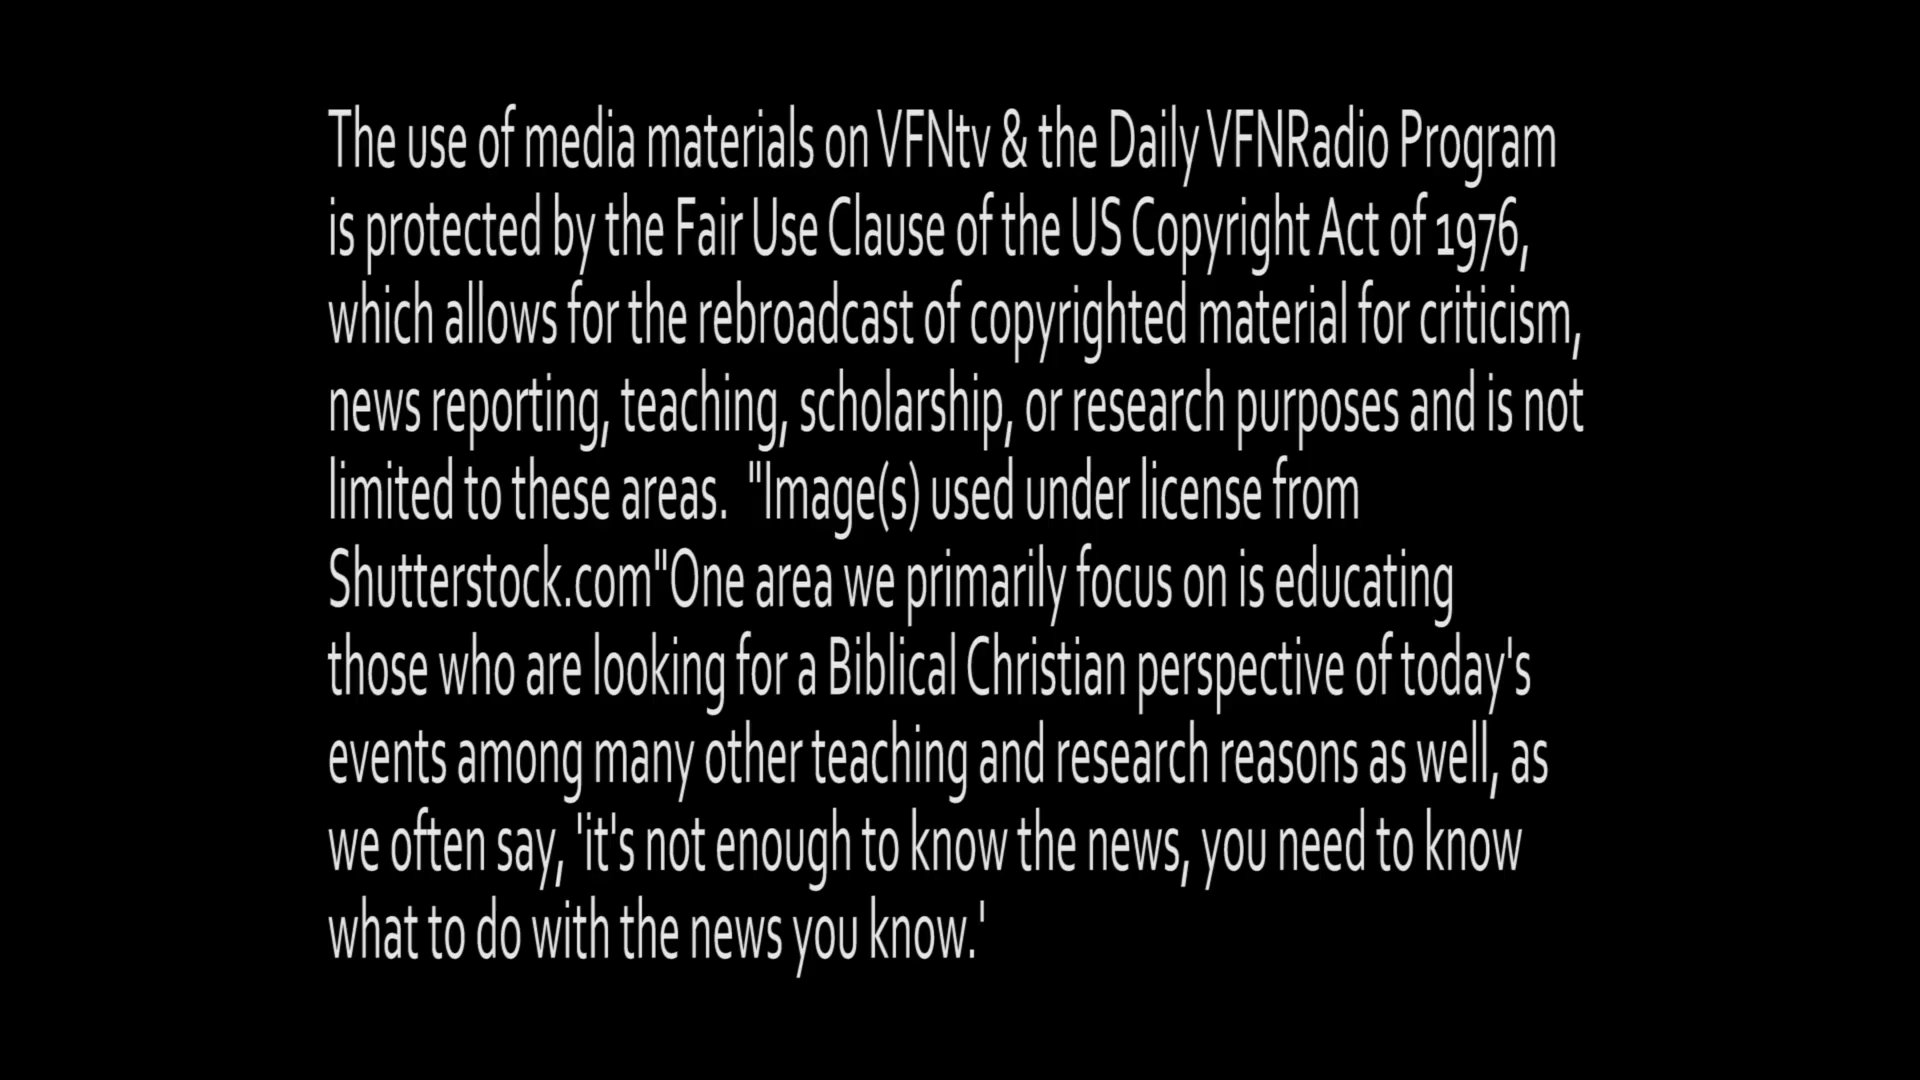 The use of media materials on VFNtv & the Daily VFNRadio Program
is protected by the Fair Use Clause of the US Copyright Act of 1976,
which allows for the rebroadcast of copyrighted material for criticism,
news reporting, teaching, scholarship, or research purposes and is not
limited to these areas.  "Image(s) used under license from
Shutterstock.com"One area we primarily focus on is educating
those who are looking for a Biblical Christian perspective of today's
events among many other teaching and research reasons as well, as
we often say, 'it's not enough to know the news, you need to know
what to do with the news you know.'